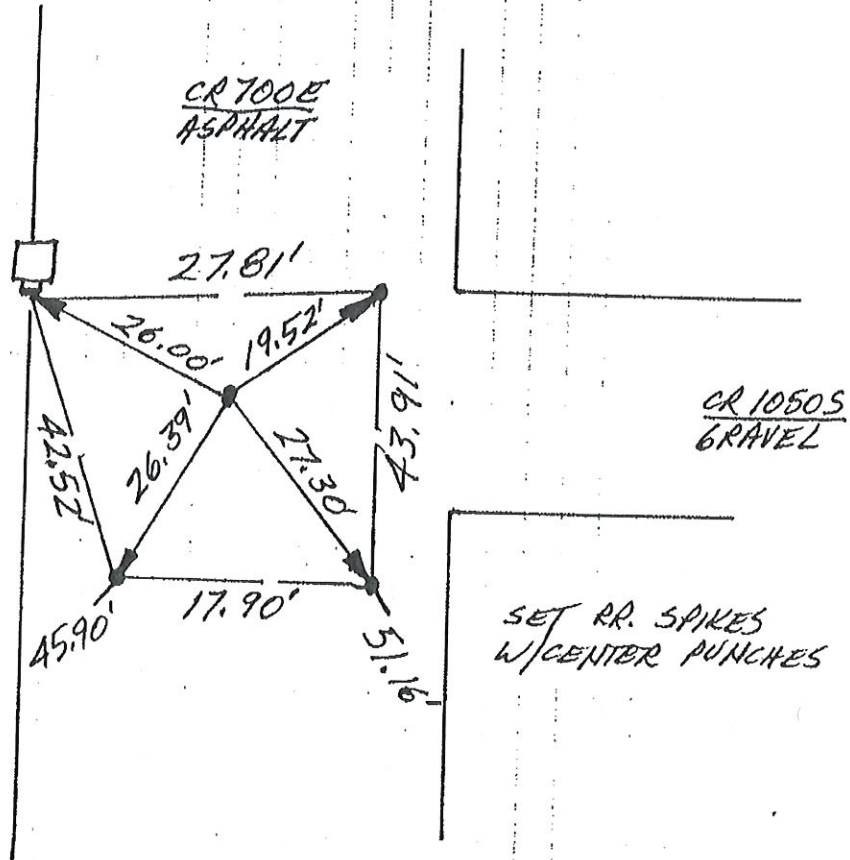 CR 700E
ASPHALT
27.81'
26.00'
19.52'
42.52'
26.39'
27.30'
43.91'
CR 1050S
GRAVEL
17.90'
45.90'
51.16'
SET RR. SPIKES
W/CENTER PUNCHES